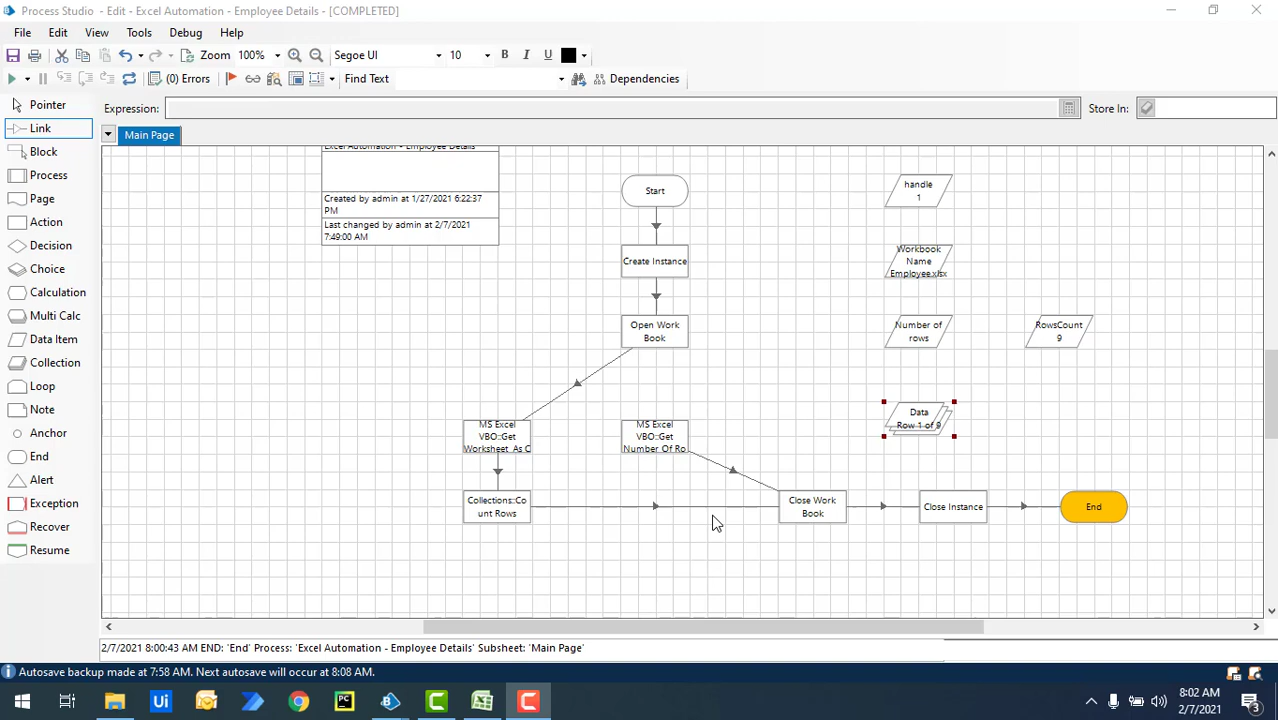 Process Studio - Edit - Excel Automation - Employee Details - [COMPLETED]
File Edit View Tools Debug Help
Zoom 100% Segoe UI 10 B I U
(0) Errors Find Text Dependencies
Pointer
Link
Block
Process
Page
Action
Decision
Choice
Calculation
Multi Calc
Data Item
Collection
Loop
Note
Anchor
End
Alert
Exception
Recover
Resume
Expression: Store In:
Main Page
Excel Automation - Employee Details
Created by admin at 1/27/2021 6:22:37
PM
Last changed by admin at 2/7/2021
7:49:00 AM
Start
Create Instance
Open Work
Book
MS Excel
VBO::Get
Worksheet As C
MS Excel
VBO::Get
Number Of Ro
Collections::Co
unt Rows
Close Work
Book
Close Instance
End
handle
1
Workbook
Name
Employee.xlsx
Number of
rows
RowsCount
9
Data
Row 1 of 9
2/7/2021 8:00:43 AM END: 'End' Process: 'Excel Automation - Employee Details' Subsheet: 'Main Page'
Autosave backup made at 7:58 AM. Next autosave will occur at 8:08 AM.
Ui
PC
C
C
8:02 AM
2/7/2021
3